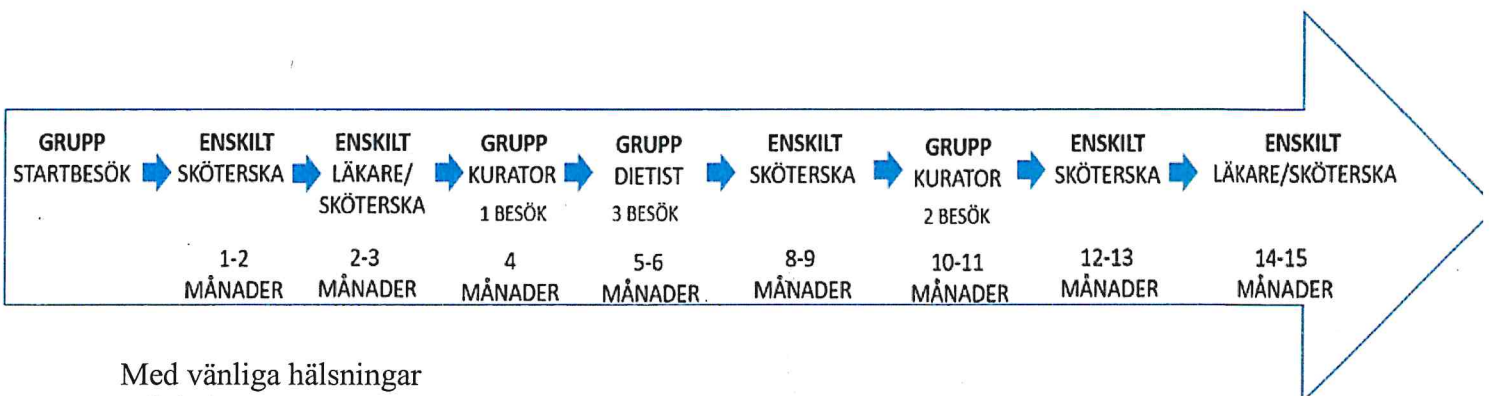 GRUPP
STARTBESÖK
ENSKILT
SKÖTERSKA
1-2
MÅNADER
ENSKILT
LÄKARE/
SKÖTERSKA
2-3
MÅNADER
GRUPP
KURATOR
1 BESÖK
4
MÅNADER
GRUPP
DIETIST
3 BESÖK
5-6
MÅNADER
ENSKILT
SKÖTERSKA
8-9
MÅNADER
GRUPP
KURATOR
2 BESÖK
10-11
MÅNADER
ENSKILT
SKÖTERSKA
12-13
MÅNADER
ENSKILT
LÄKARE/SKÖTERSKA
14-15
MÅNADER
Med vänliga hälsningar